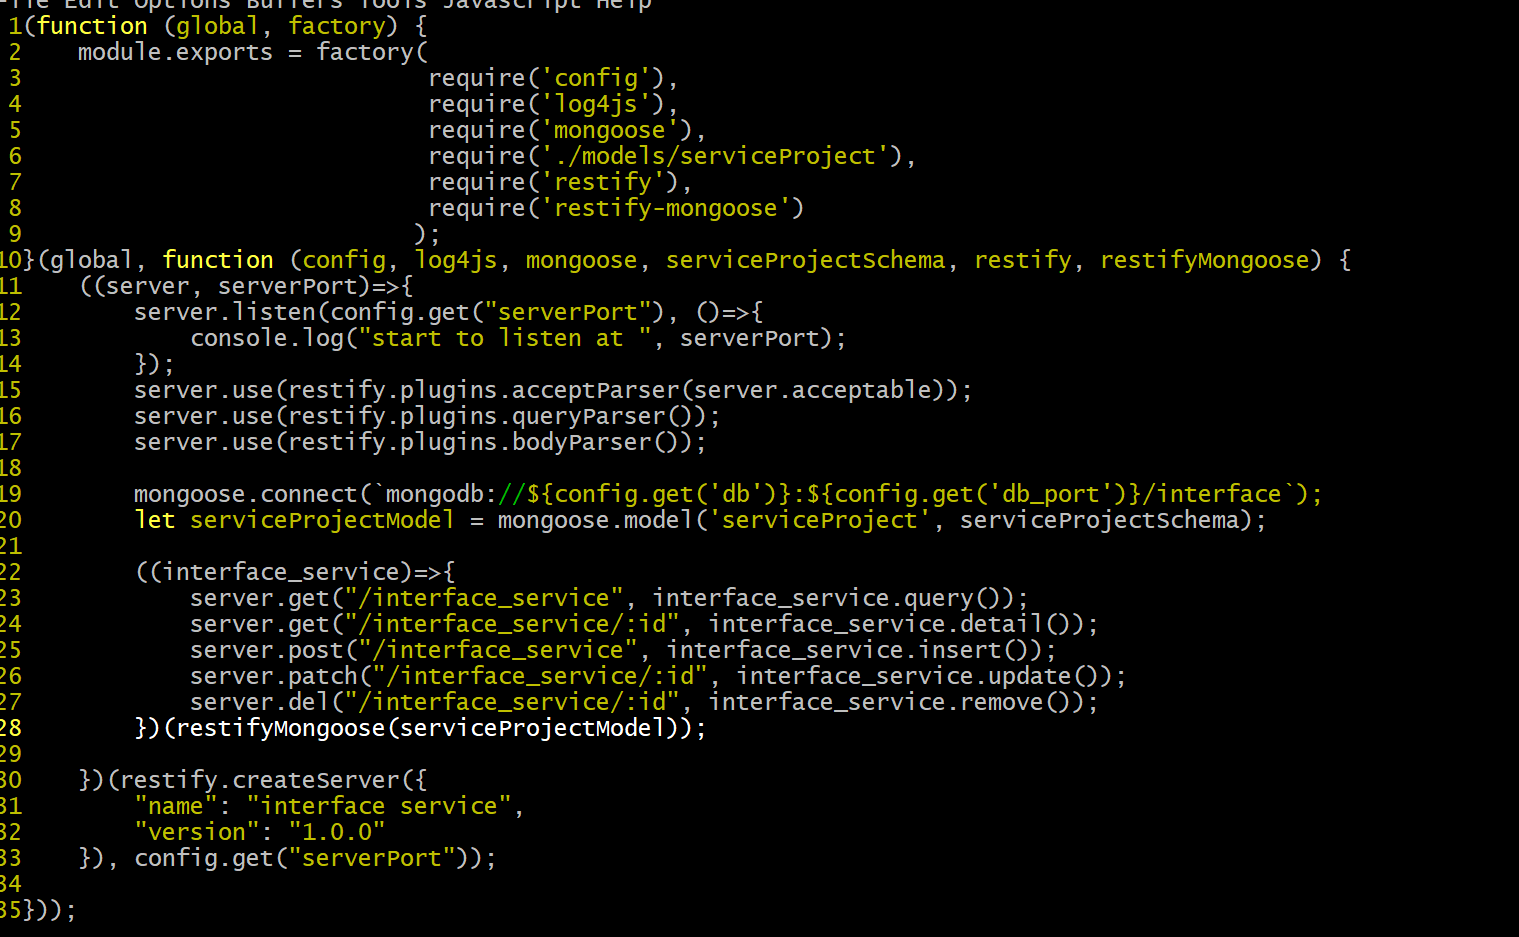 File Edit Options Buffers Tools Javascript Help
1(function (global, factory) {
2    module.exports = factory(
3                             require('config'),
4                             require('log4js'),
5                             require('mongoose'),
6                             require('./models/serviceProject'),
7                             require('restify'),
8                             require('restify-mongoose')
9                            );
10}(global, function (config, log4js, mongoose, serviceProjectSchema, restify, restifyMongoose) {
11    ((server, serverPort)=>{
12        server.listen(config.get("serverPort"), ()=>{
13            console.log("start to listen at ", serverPort);
14        });
15        server.use(restify.plugins.acceptParser(server.acceptable));
16        server.use(restify.plugins.queryParser());
17        server.use(restify.plugins.bodyParser());
18
19        mongoose.connect(`mongodb://${config.get('db')}:${config.get('db_port')}/interface`);
20        let serviceProjectModel = mongoose.model('serviceProject', serviceProjectSchema);
21
22        ((interface_service)=>{
23            server.get("/interface_service", interface_service.query());
24            server.get("/interface_service/:id", interface_service.detail());
25            server.post("/interface_service", interface_service.insert());
26            server.patch("/interface_service/:id", interface_service.update());
27            server.del("/interface_service/:id", interface_service.remove());
28        })(restifyMongoose(serviceProjectModel));
29
30    })(restify.createServer({
31        "name": "interface service",
32        "version": "1.0.0"
33    }), config.get("serverPort"));
34
35}));